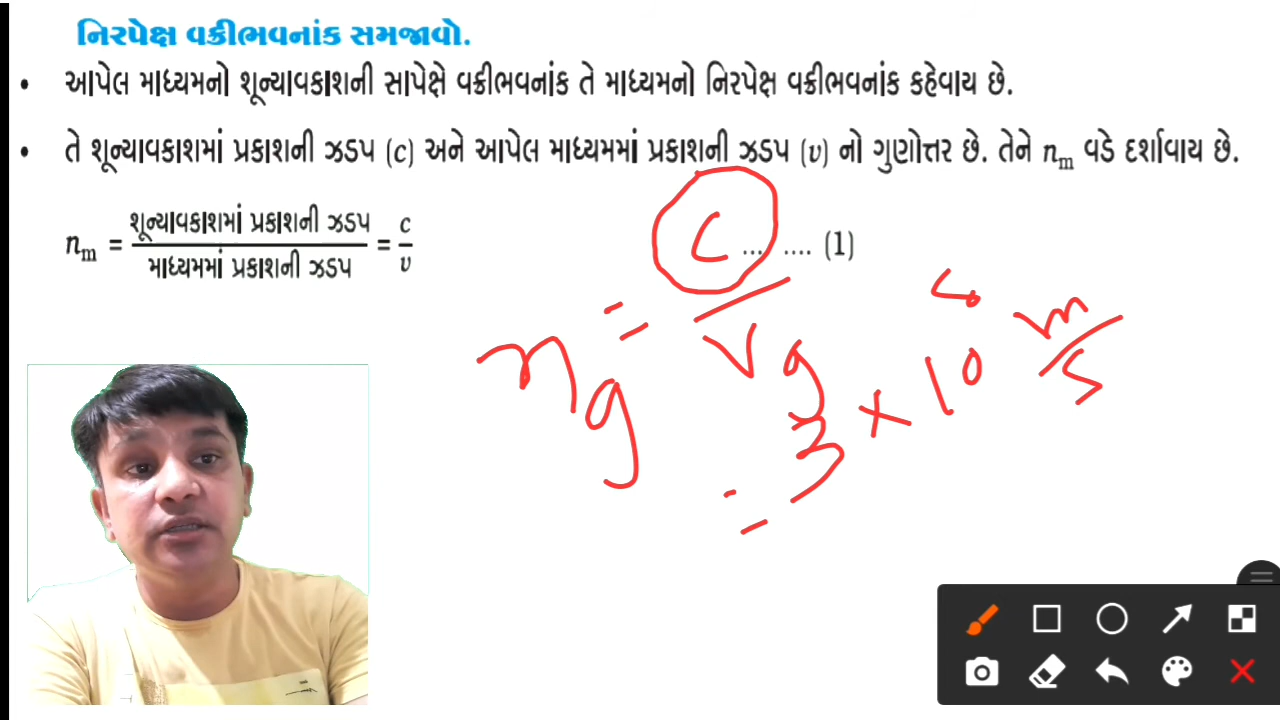 નિરપેક્ષ વક્રીભવનાંક સમજાવો.
• આપેલ માધ્યમનો શૂન્યાવકાશની સાપેક્ષે વક્રીભવનાંક તે માધ્યમનો નિરપેક્ષ વક્રીભવનાંક કહેવાય છે.
• તે શૂન્યાવકાશમાં પ્રકાશની ઝડપ (c) અને આપેલ માધ્યમમાં પ્રકાશની ઝડપ (v) નો ગુણોત્તર છે. તેને nm વડે દર્શાવાય છે.
nm = શૂન્યાવકાશમાં પ્રકાશની ઝડપ / માધ્યમમાં પ્રકાશની ઝડપ = c / v ... .... (1)
ng = c / vg
= 3 × 10^8 m/s